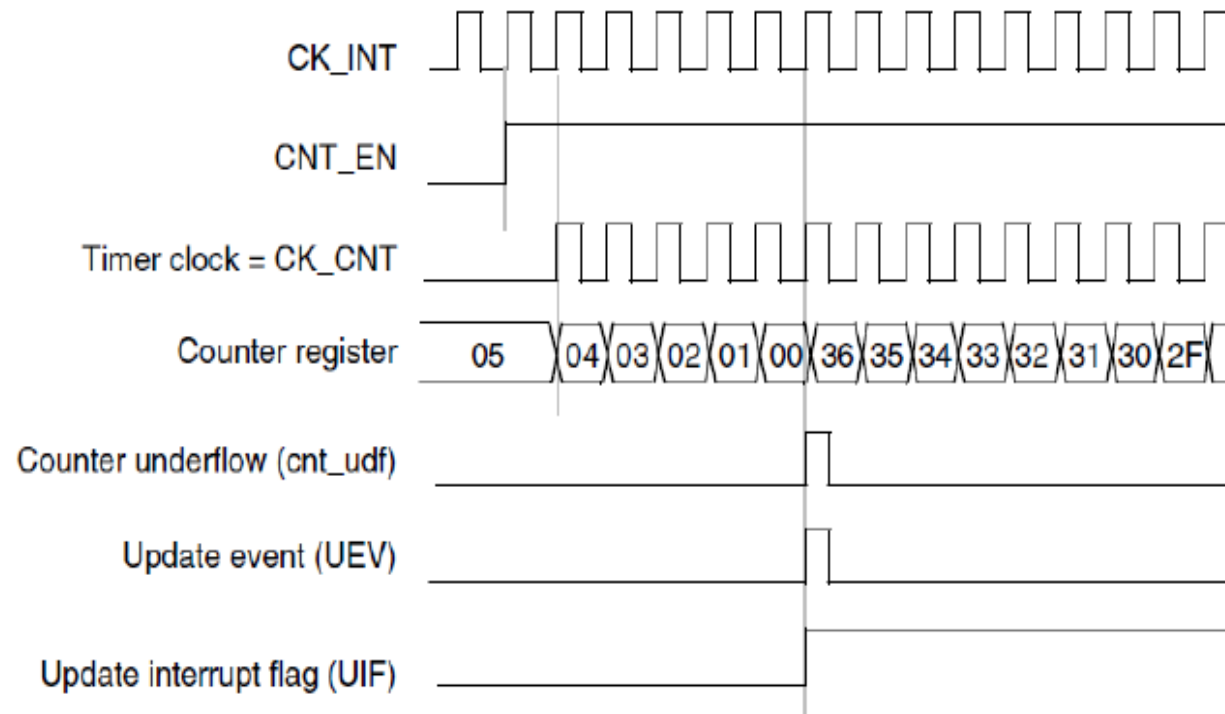 CK_INT
CNT_EN
Timer clock = CK_CNT
Counter register 05 04 03 02 01 00 36 35 34 33 32 31 30 2F
Counter underflow (cnt_udf)
Update event (UEV)
Update interrupt flag (UIF)